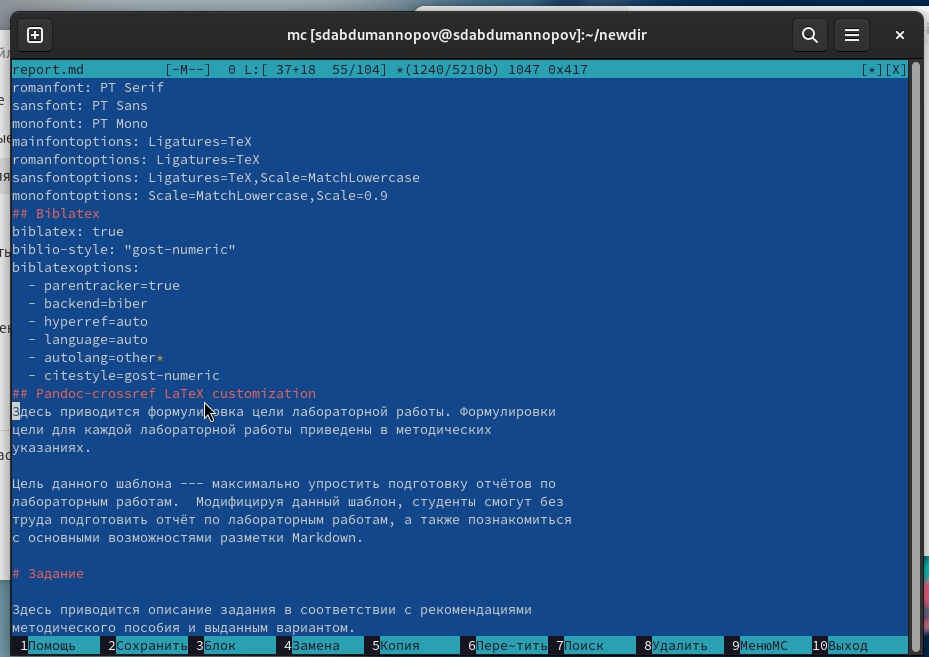 mc [sdabdumannopov@sdabdumannopov]:~/newdir
report.md [-M--] 0 L:[ 37+18 55/104] *(1240/5210b) 1047 0x417 [*][X]
romanfont: PT Serif
sansfont: PT Sans
monofont: PT Mono
mainfontoptions: Ligatures=TeX
romanfontoptions: Ligatures=TeX
sansfontoptions: Ligatures=TeX,Scale=MatchLowercase
monofontoptions: Scale=MatchLowercase,Scale=0.9
## Biblatex
biblatex: true
biblio-style: "gost-numeric"
biblatexoptions:
- parentracker=true
- backend=biber
- hyperref=auto
- language=auto
- autolang=other*
- citestyle=gost-numeric
## Pandoc-crossref LaTeX customization
Здесь приводится формулировка цели лабораторной работы. Формулировки
цели для каждой лабораторной работы приведены в методических
указаниях.
Цель данного шаблона --- максимально упростить подготовку отчётов по
лабораторным работам. Модифицируя данный шаблон, студенты смогут без
труда подготовить отчёт по лабораторным работам, а также познакомиться
с основными возможностями разметки Markdown.
# Задание
Здесь приводится описание задания в соответствии с рекомендациями
методического пособия и выданным вариантом.
1Помощь 2Сохранить 3Блок 4Замена 5Копия 6Пере~тить 7Поиск 8Удалить 9МенюMC 10Выход